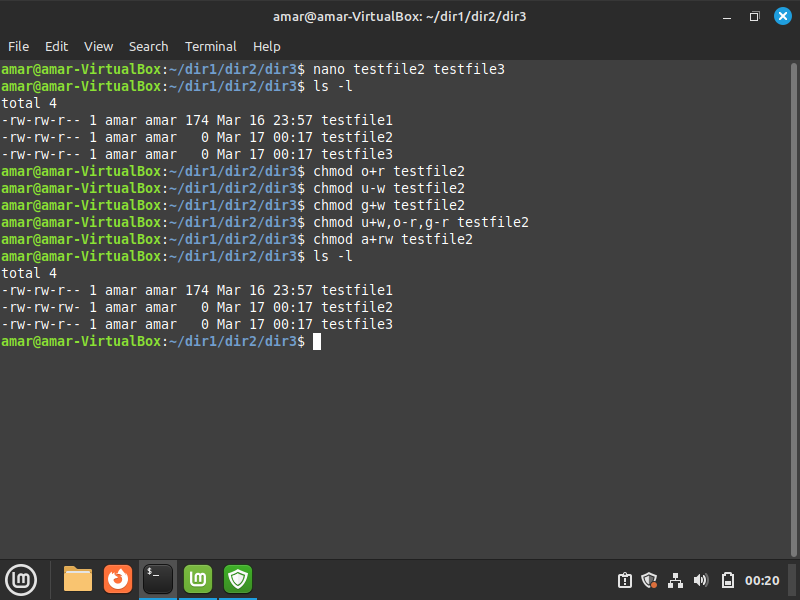 amar@amar-VirtualBox: ~/dir1/dir2/dir3
File Edit View Search Terminal Help
amar@amar-VirtualBox:~/dir1/dir2/dir3$ nano testfile2 testfile3
amar@amar-VirtualBox:~/dir1/dir2/dir3$ ls -l
total 4
-rw-rw-r-- 1 amar amar 174 Mar 16 23:57 testfile1
-rw-rw-r-- 1 amar amar   0 Mar 17 00:17 testfile2
-rw-rw-r-- 1 amar amar   0 Mar 17 00:17 testfile3
amar@amar-VirtualBox:~/dir1/dir2/dir3$ chmod o+r testfile2
amar@amar-VirtualBox:~/dir1/dir2/dir3$ chmod u-w testfile2
amar@amar-VirtualBox:~/dir1/dir2/dir3$ chmod g+w testfile2
amar@amar-VirtualBox:~/dir1/dir2/dir3$ chmod u+w,o-r,g-r testfile2
amar@amar-VirtualBox:~/dir1/dir2/dir3$ chmod a+rw testfile2
amar@amar-VirtualBox:~/dir1/dir2/dir3$ ls -l
total 4
-rw-rw-r-- 1 amar amar 174 Mar 16 23:57 testfile1
-rw-rw-rw- 1 amar amar   0 Mar 17 00:17 testfile2
-rw-rw-r-- 1 amar amar   0 Mar 17 00:17 testfile3
amar@amar-VirtualBox:~/dir1/dir2/dir3$
$_
00:20